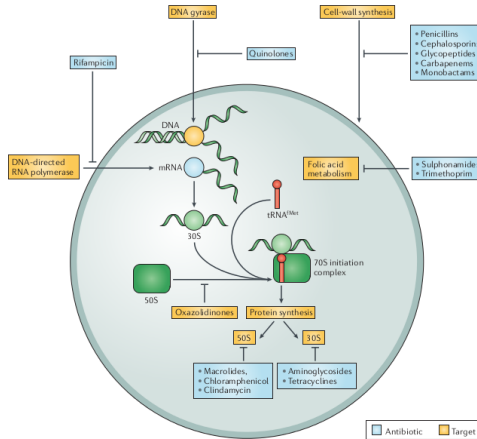 DNA gyrase
Cell-wall synthesis
• Penicillins
• Cephalosporin
• Glycopeptides
• Carbapenems
• Monobactams
Quinolones
Rifampicin
DNA
DNA-directed
RNA polymerase
mRNA
Folic acid
metabolism
• Sulphonamide
• Trimethoprim
tRNAfMet
30S
70S initiation
complex
50S
Oxazolidinones
Protein synthesis
50S
30S
• Macrolides,
• Chloramphenicol
• Clindamycin
• Aminoglycosides
• Tetracyclines
Antibiotic
Target